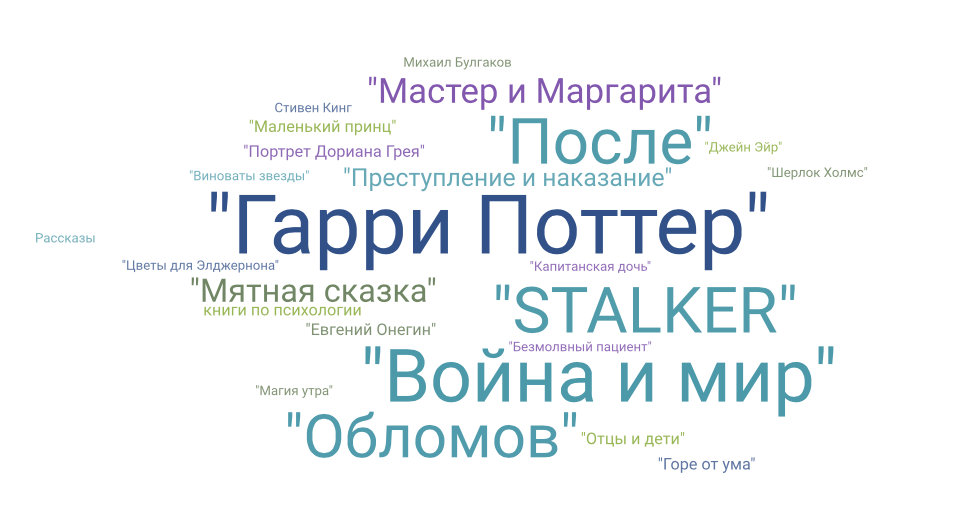 Михаил Булгаков
"Мастер и Маргарита"
Стивен Кинг
"Маленький принц"
"После"
"Джейн Эйр"
"Портрет Дориана Грея"
"Виноваты звезды"
"Преступление и наказание"
"Шерлок Холмс"
"Гарри Поттер"
Рассказы
"Цветы для Элджернона"
"Капитанская дочь"
"Мятная сказка"
"STALKER"
книги по психологии
"Евгений Онегин"
"Безмолвный пациент"
"Война и мир"
"Магия утра"
"Обломов"
"Отцы и дети"
"Горе от ума"